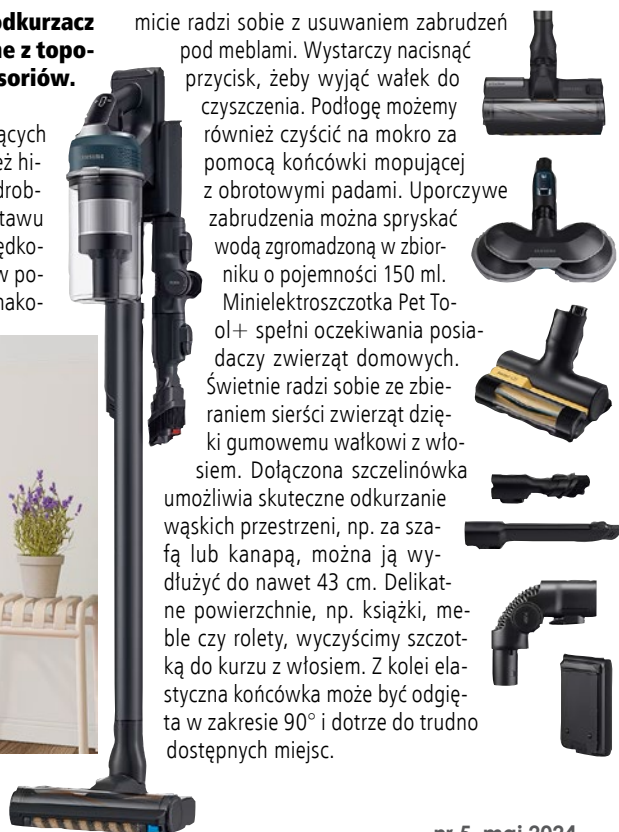 odkurzacz
ne z topo-
soriów.
ących
eż hi-
drob-
tawu
ędko-
w po-
nako-
micie radzi sobie z usuwaniem zabrudzeń
pod meblami. Wystarczy nacisnąć
przycisk, żeby wyjąć wałek do
czyszczenia. Podłogę możemy
również czyścić na mokro za
pomocą końcówki mopującej
z obrotowymi padami. Uporczywe
zabrudzenia można spryskać
wodą zgromadzoną w zbior-
niku o pojemności 150 ml.
Minielektroszczotka Pet To-
ol+ spełni oczekiwania posia-
daczy zwierząt domowych.
Świetnie radzi sobie ze zbie-
raniem sierści zwierząt dzię-
ki gumowemu wałkowi z wło-
siem. Dołączona szczelinówka
umożliwia skuteczne odkurzanie
wąskich przestrzeni, np. za sza-
fą lub kanapą, można ją wy-
dłużyć do nawet 43 cm. Delikat-
ne powierzchnie, np. książki, me-
ble czy rolety, wyczyścimy szczot-
ką do kurzu z włosiem. Z kolei ela-
styczna końcówka może być odgię-
ta w zakresie 90° i dotrze do trudno
dostępnych miejsc.
nr 5, maj 2024